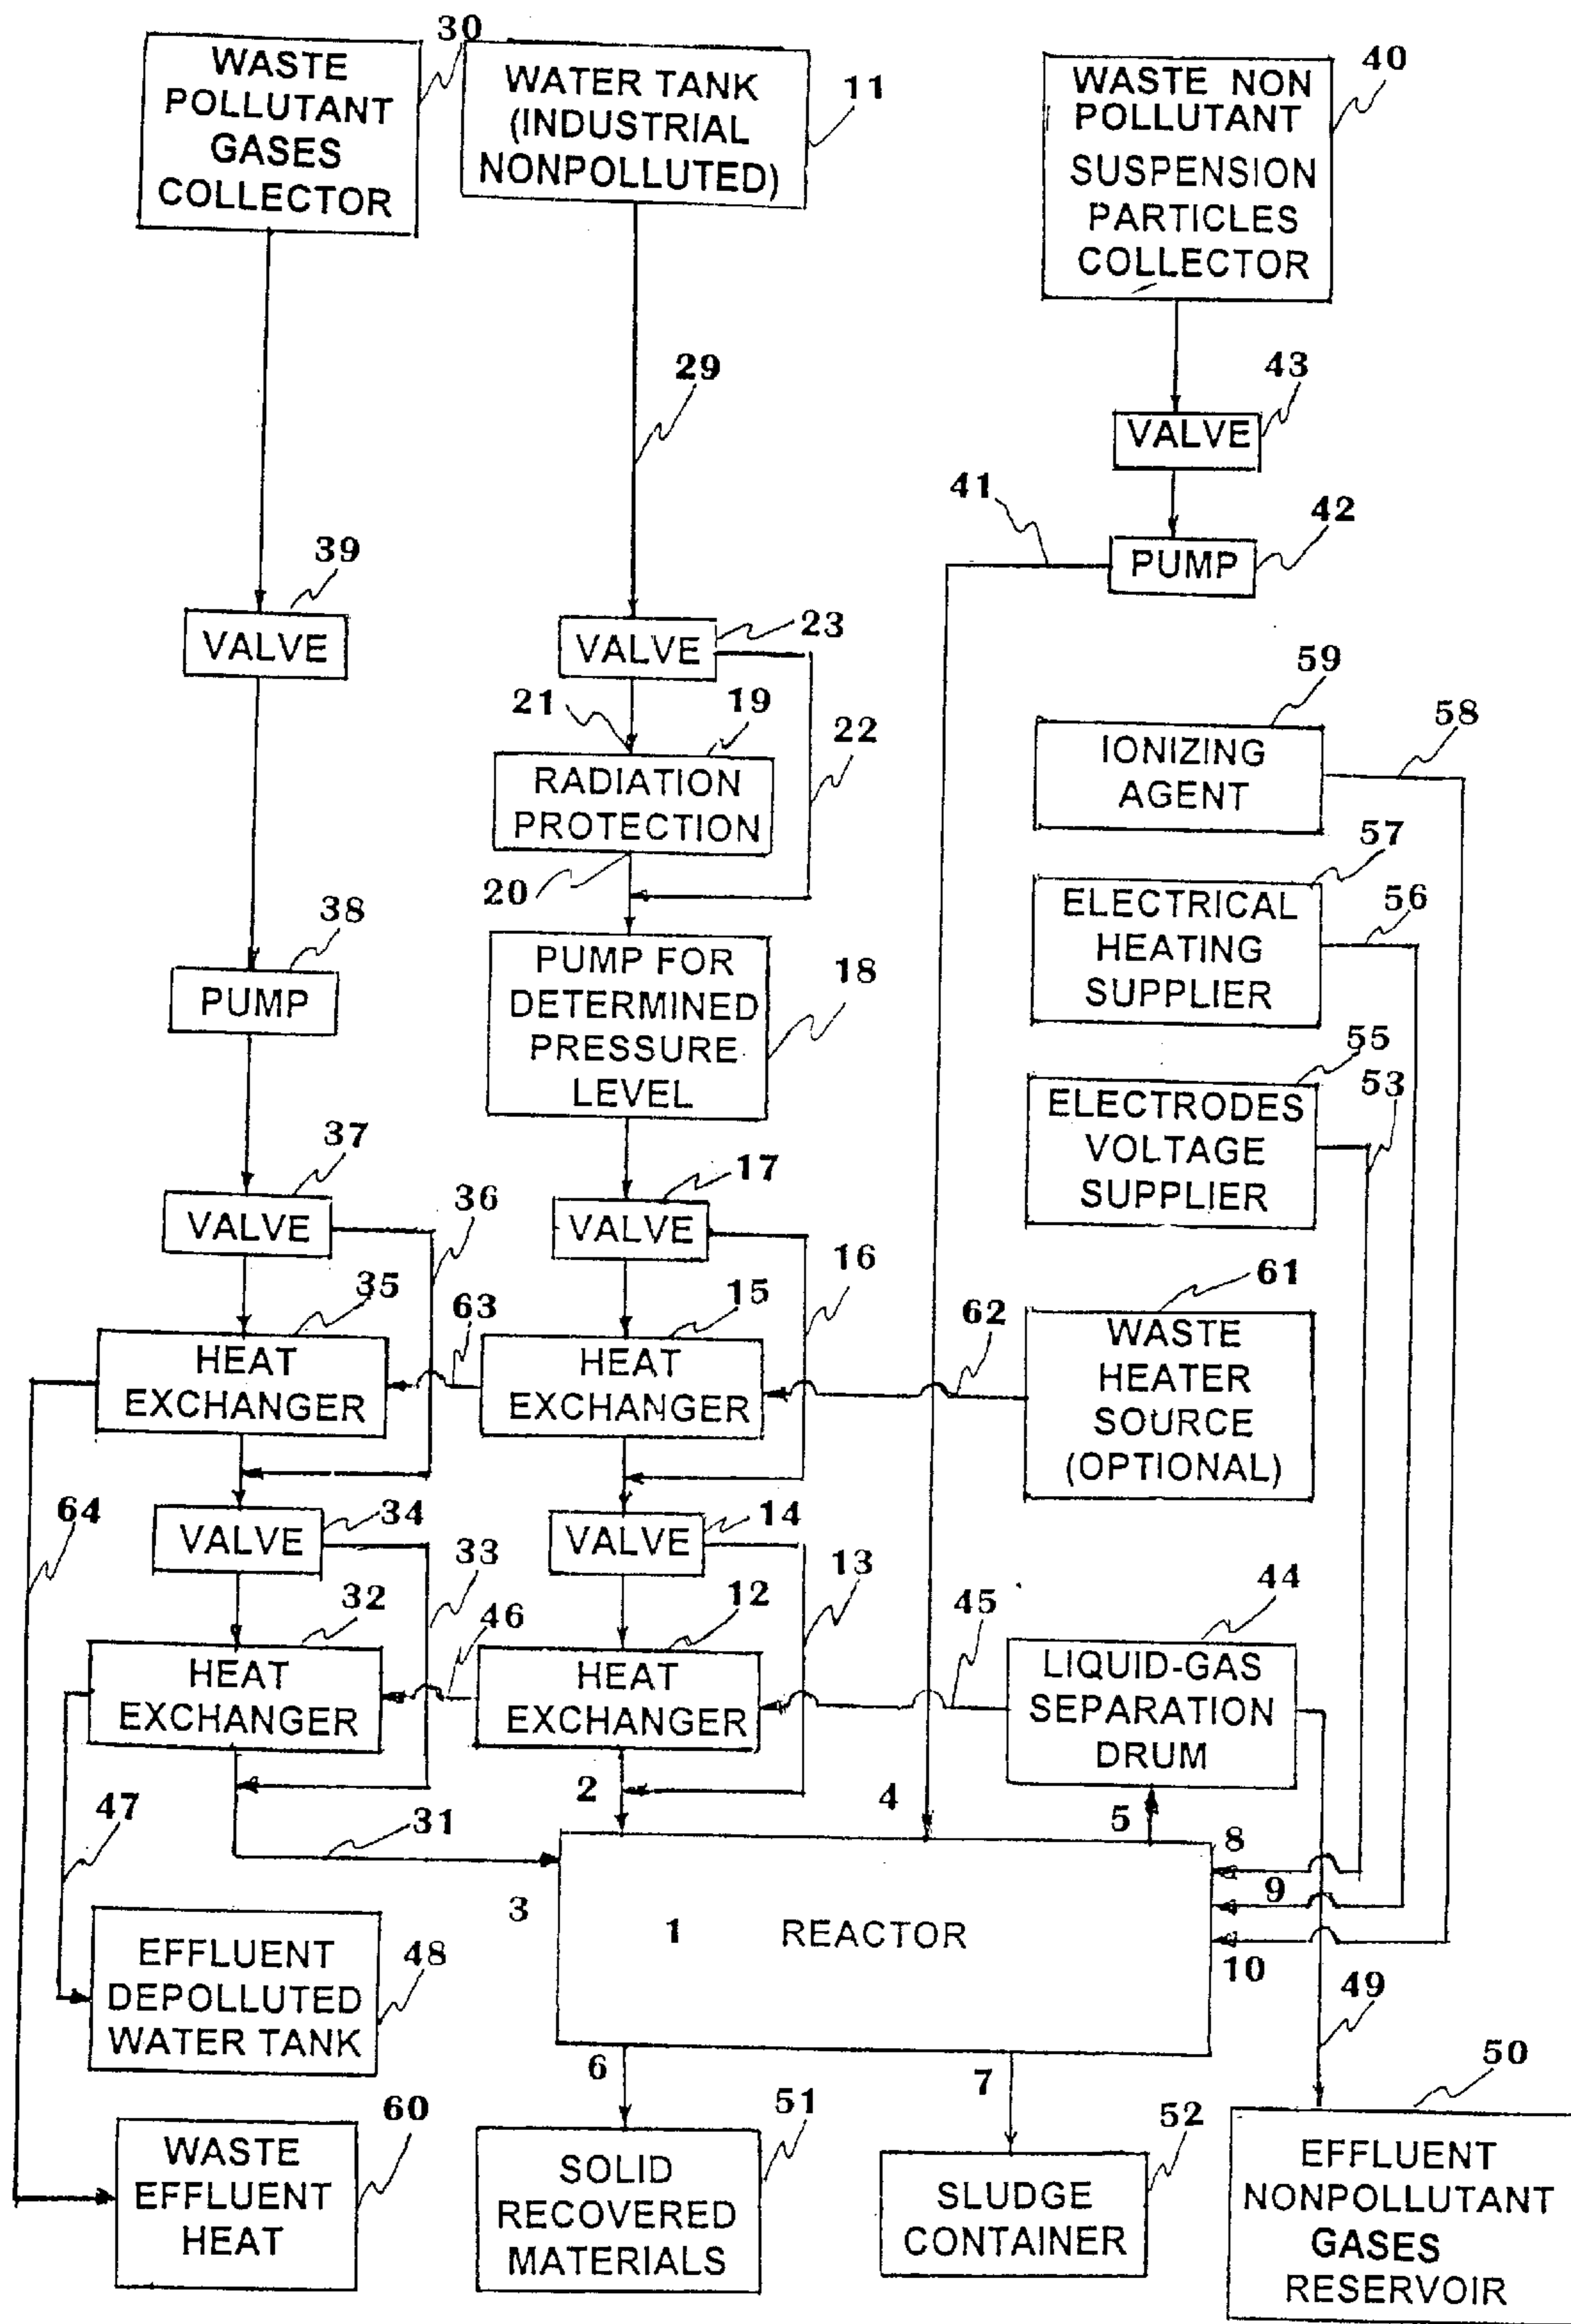 30
WASTE
POLLUTANT
GASES
COLLECTOR
WATER TANK
(INDUSTRIAL
NONPOLLUTED)
11
WASTE NON
POLLUTANT
SUSPENSION
PARTICLES
COLLECTOR
40
29
43
VALVE
41
42
PUMP
39
VALVE
23
VALVE
21
19
22
RADIATION
PROTECTION
20
59
58
IONIZING
AGENT
57
56
ELECTRICAL
HEATING
SUPPLIER
38
PUMP
PUMP FOR
DETERMINED
PRESSURE
LEVEL
18
55
53
ELECTRODES
VOLTAGE
SUPPLIER
37
VALVE
36
17
VALVE
16
35
HEAT
EXCHANGER
63
15
HEAT
EXCHANGER
62
61
WASTE
HEATER
SOURCE
(OPTIONAL)
64
34
VALVE
33
14
VALVE
13
32
HEAT
EXCHANGER
46
12
HEAT
EXCHANGER
45
44
LIQUID-GAS
SEPARATION
DRUM
47
31
2
4
5
8
9
10
3
1
REACTOR
EFFLUENT
DEPOLLUTED
WATER TANK
48
49
6
7
50
60
WASTE
EFFLUENT
HEAT
51
SOLID
RECOVERED
MATERIALS
52
SLUDGE
CONTAINER
EFFLUENT
NONPOLLUTANT
GASES
RESERVOIR